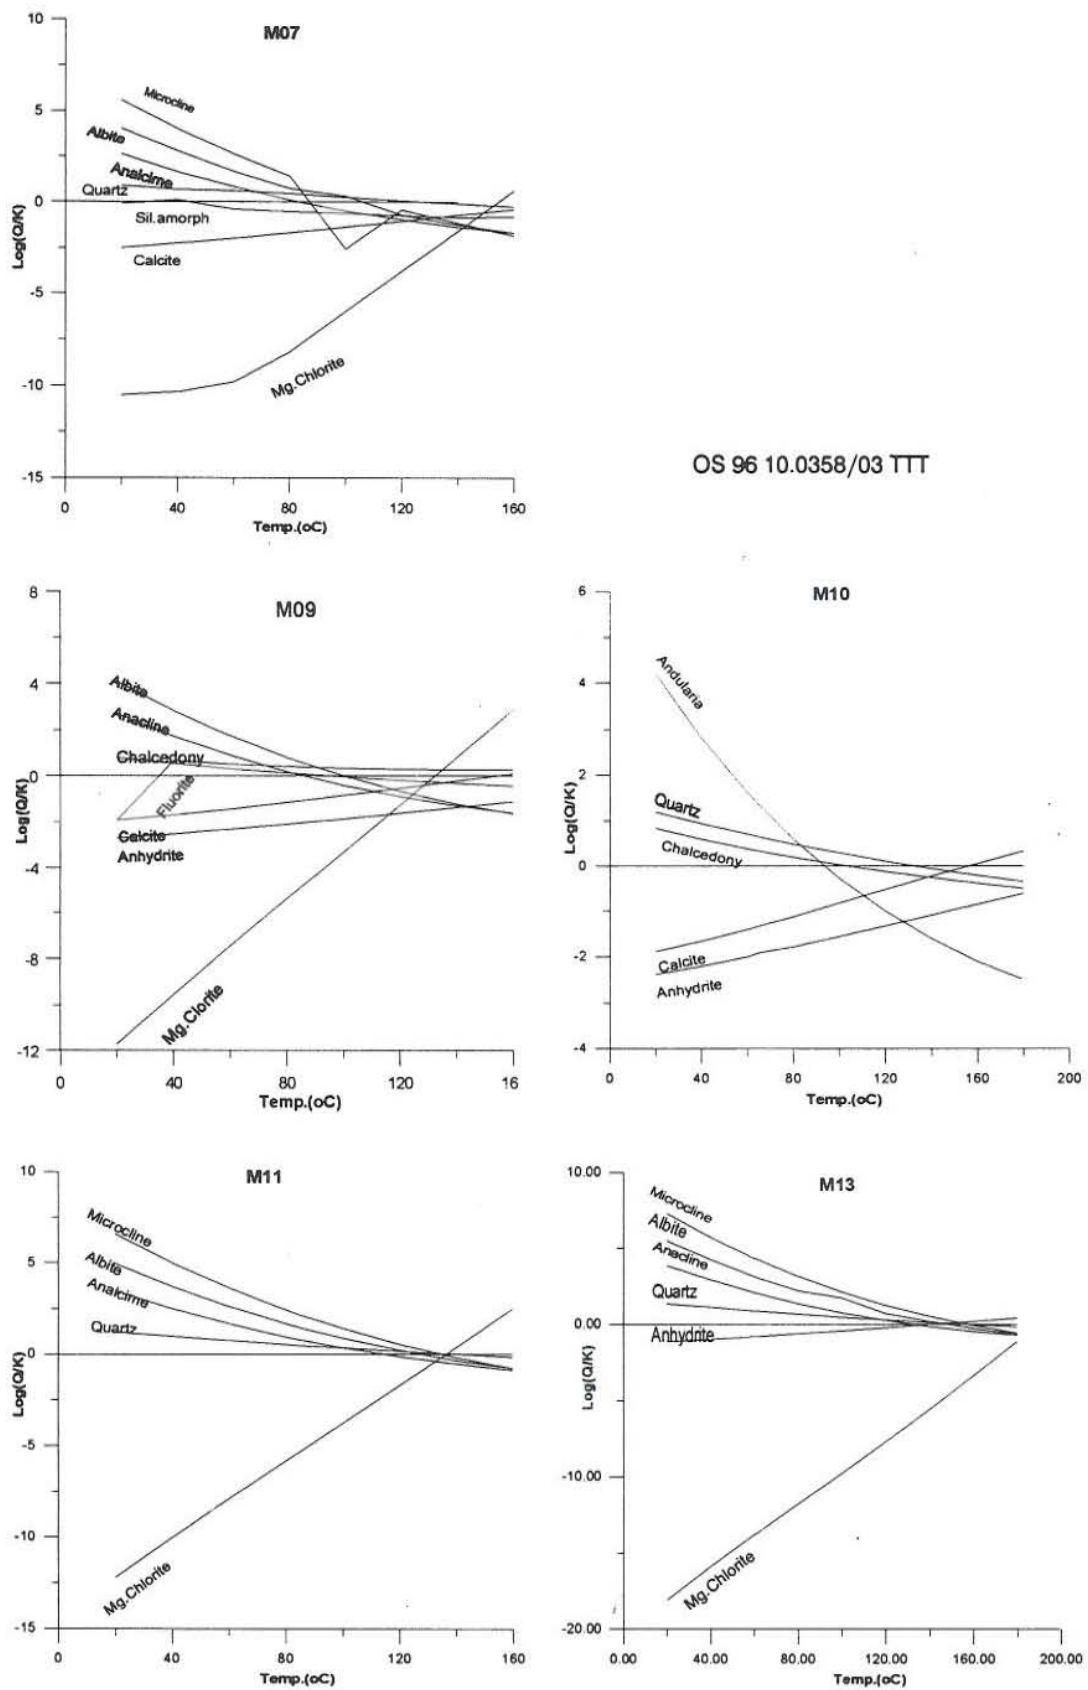 M07
10
5
0
-5
-10
-15
Log(Q/K)
Microcline
Albite
Analcime
Quartz
Sil.amorph
Calcite
Mg.Chlorite
0 40 80 120 160
Temp.(oC)
OS 96 10.0358/03 TTT
M09
8
4
0
-4
-8
-12
Log(Q/K)
Albite
Anacline
Chalcedony
Fluorite
Calcite
Anhydrite
Mg.Clorite
0 40 80 120 16
Temp.(oC)
M10
6
4
2
0
-2
-4
Log(Q/K)
Andularia
Quartz
Chalcedony
Calcite
Anhydrite
0 40 80 120 160 200
Temp.(oC)
M11
10
5
0
-5
-10
-15
Log(Q/K)
Microcline
Albite
Analcime
Quartz
Mg.Chlorite
0 40 80 120 160
Temp.(oC)
M13
10.00
0.00
-10.00
-20.00
Log(Q/K)
Microcline
Albite
Anacline
Quartz
Anhydrite
Mg.Chlorite
0.00 40.00 80.00 120.00 160.00 200.00
Temp.(oC)